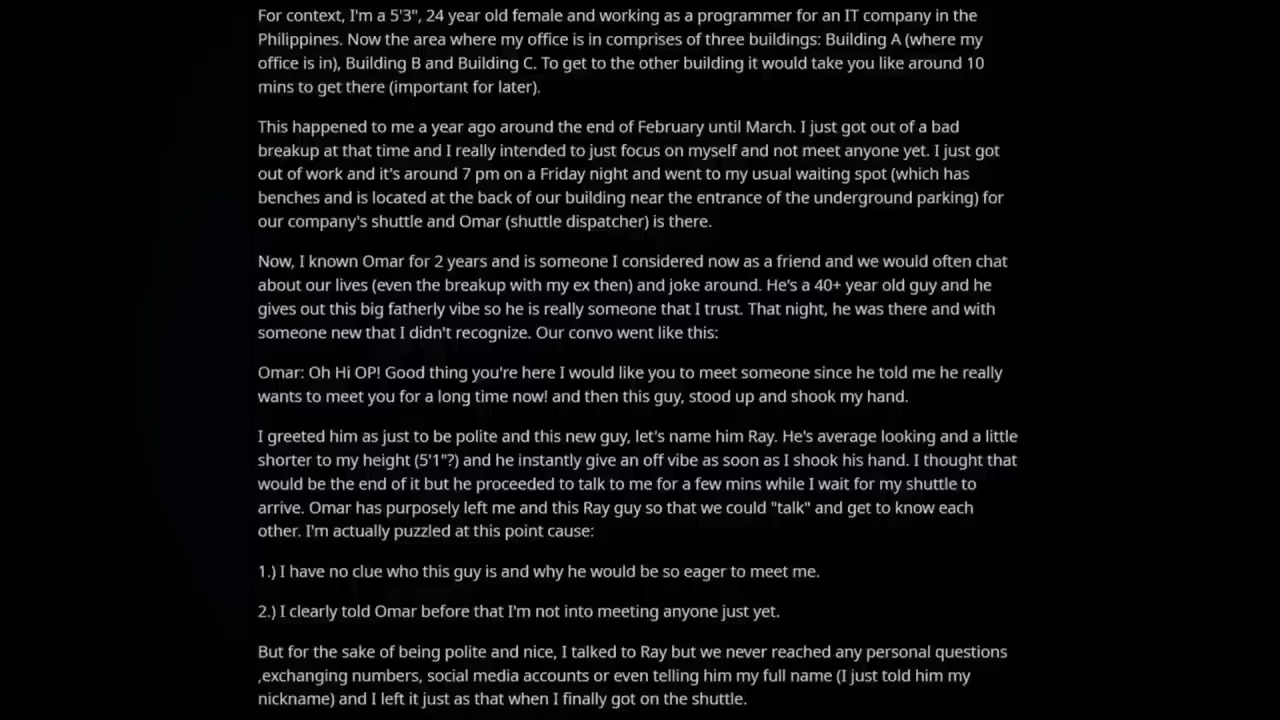 For context, I'm a 5'3", 24 year old female and working as a programmer for an IT company in the
Philippines. Now the area where my office is in comprises of three buildings: Building A (where my
office is in), Building B and Building C. To get to the other building it would take you like around 10
mins to get there (important for later).
This happened to me a year ago around the end of February until March. I just got out of a bad
breakup at that time and I really intended to just focus on myself and not meet anyone yet. I just got
out of work and it's around 7 pm on a Friday night and went to my usual waiting spot (which has
benches and is located at the back of our building near the entrance of the underground parking) for
our company's shuttle and Omar (shuttle dispatcher) is there.
Now, I known Omar for 2 years and is someone I considered now as a friend and we would often chat
about our lives (even the breakup with my ex then) and joke around. He's a 40+ year old guy and he
gives out this big fatherly vibe so he is really someone that I trust. That night, he was there and with
someone new that I didn't recognize. Our convo went like this:
Omar: Oh Hi OP! Good thing you're here I would like you to meet someone since he told me he really
wants to meet you for a long time now! and then this guy, stood up and shook my hand.
I greeted him as just to be polite and this new guy, let's name him Ray. He's average looking and a little
shorter to my height (5'1"?) and he instantly give an off vibe as soon as I shook his hand. I thought that
would be the end of it but he proceeded to talk to me for a few mins while I wait for my shuttle to
arrive. Omar has purposely left me and this Ray guy so that we could "talk" and get to know each
other. I'm actually puzzled at this point cause:
1.) I have no clue who this guy is and why he would be so eager to meet me.
2.) I clearly told Omar before that I'm not into meeting anyone just yet.
But for the sake of being polite and nice, I talked to Ray but we never reached any personal questions
,exchanging numbers, social media accounts or even telling him my full name (I just told him my
nickname) and I left it just as that when I finally got on the shuttle.